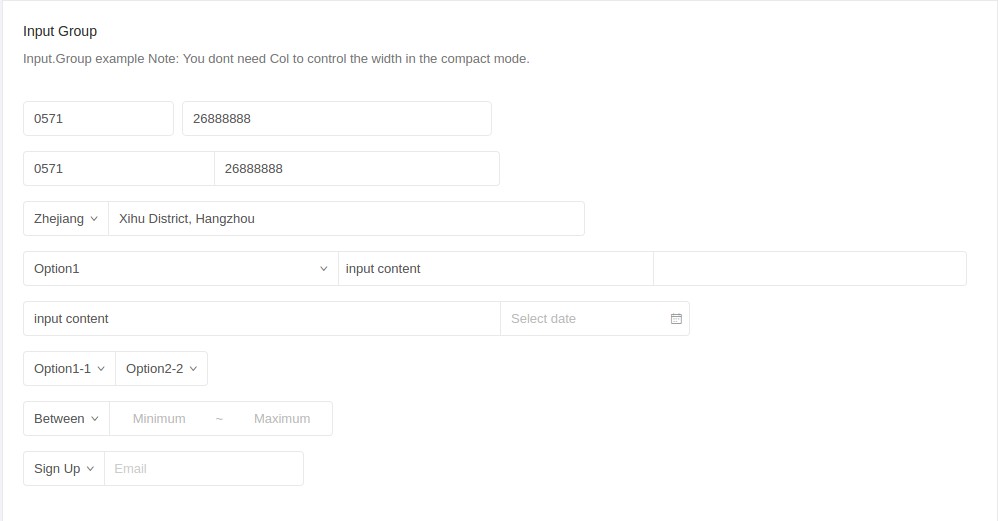 Input Group
Input.Group example Note: You dont need Col to control the width in the compact mode.
0571 26888888
0571 26888888
Zhejiang Xihu District, Hangzhou
Option1 input content
input content Select date
Option1-1 Option2-2
Between Minimum ~ Maximum
Sign Up Email